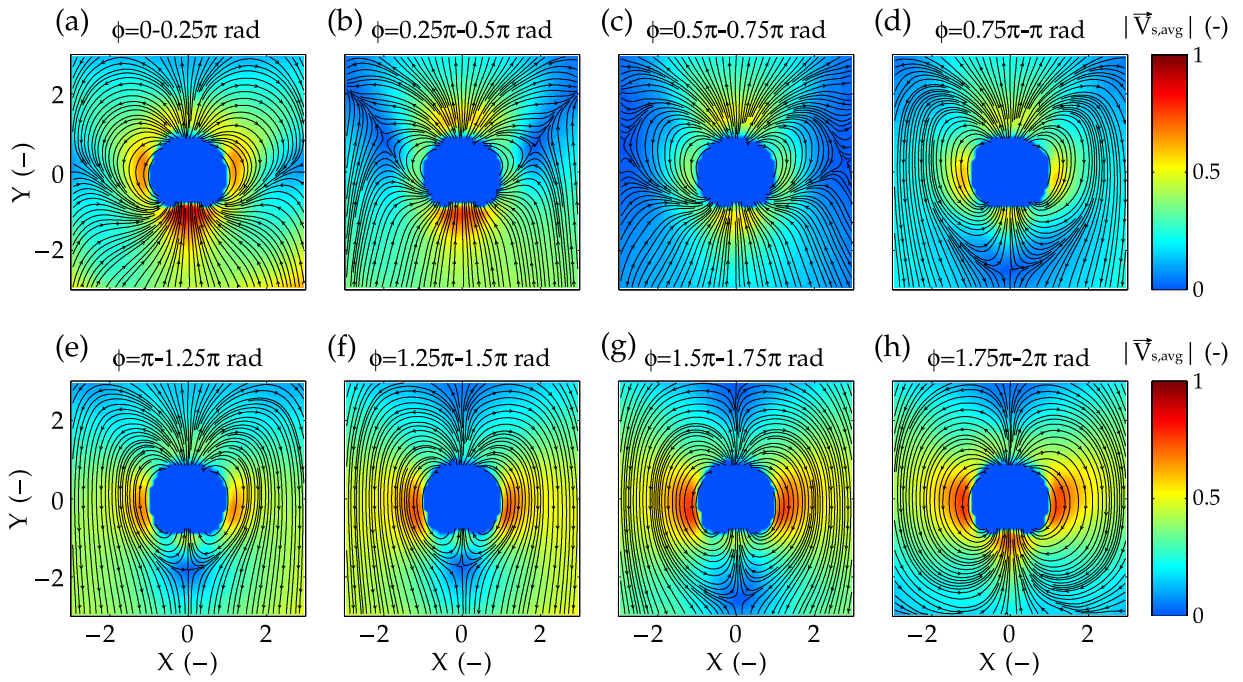 (a) (b) (c) (d)
ϕ=0-0.25π rad ϕ=0.25π-0.5π rad ϕ=0.5π-0.75π rad ϕ=0.75π-π rad |V⃗s,avg| (-)
Y (−) 2 0 −2
1 0.5 0
(e) (f) (g) (h)
ϕ=π-1.25π rad ϕ=1.25π-1.5π rad ϕ=1.5π-1.75π rad ϕ=1.75π-2π rad |V⃗s,avg| (-)
Y (−) 2 0 −2
1 0.5 0
−2 0 2 −2 0 2 −2 0 2 −2 0 2
X (−) X (−) X (−) X (−)